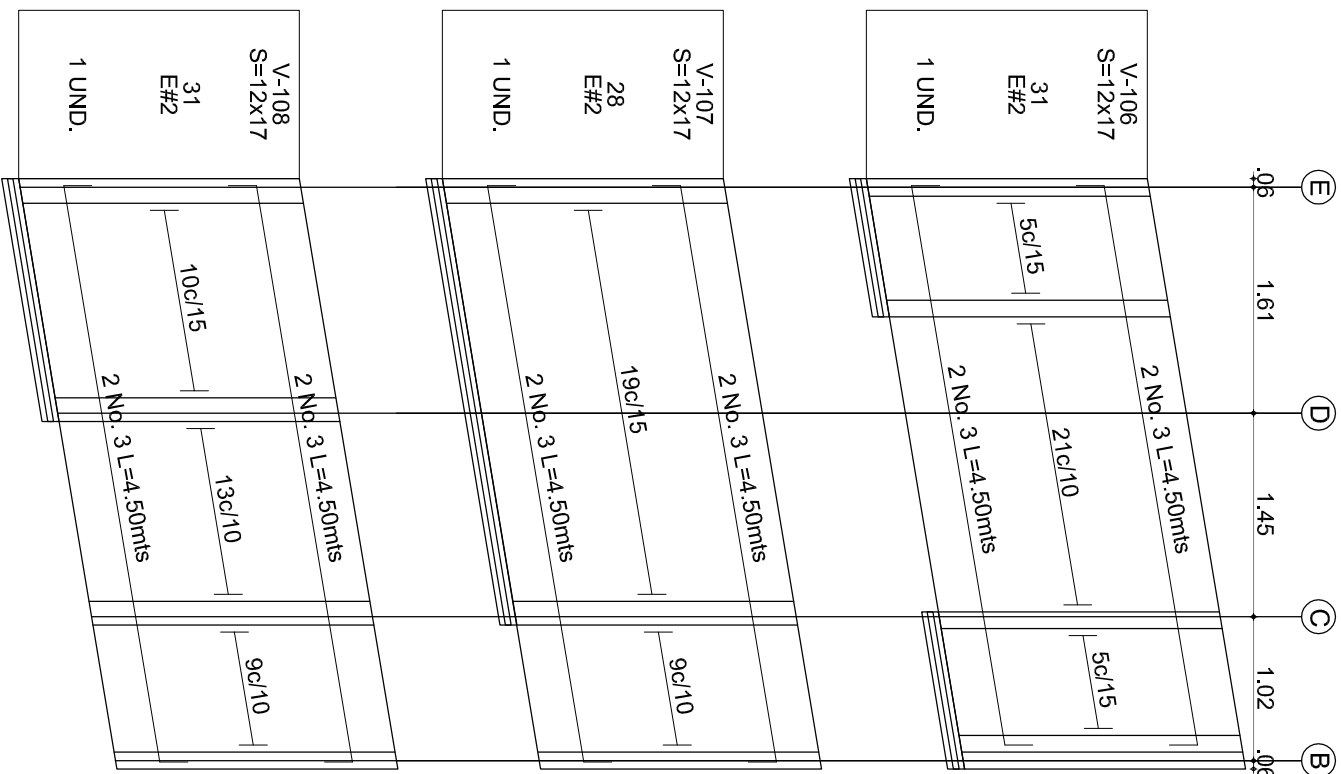 E D C B
.06 1.61 1.45 1.02 .06
V-106
S=12x17
31
E#2
1 UND.
2 No. 3 L=4.50mts
5c/15 21c/10 5c/15
2 No. 3 L=4.50mts
V-107
S=12x17
28
E#2
1 UND.
2 No. 3 L=4.50mts
19c/15 9c/10
2 No. 3 L=4.50mts
V-108
S=12x17
31
E#2
1 UND.
2 No. 3 L=4.50mts
10c/15 13c/10 9c/10
2 No. 3 L=4.50mts